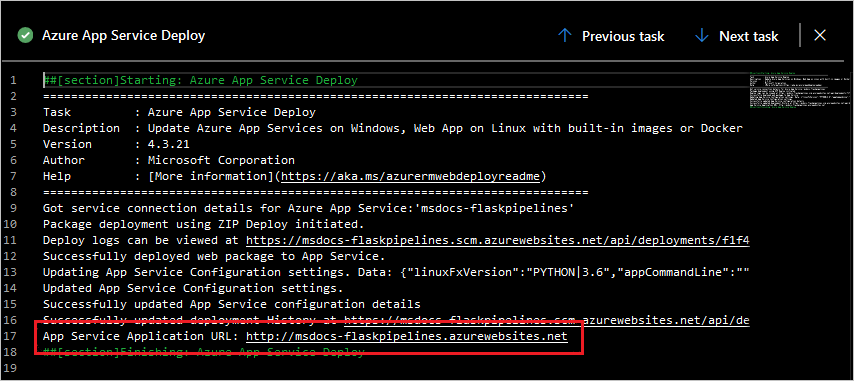 Azure App Service Deploy
Previous task
Next task
1 ##[section]Starting: Azure App Service Deploy
2 ==============================================================================
3 Task : Azure App Service Deploy
4 Description : Update Azure App Services on Windows, Web App on Linux with built-in images or Docker
5 Version : 4.3.21
6 Author : Microsoft Corporation
7 Help : [More information](https://aka.ms/azurermwebdeployreadme)
8 ==============================================================================
9 Got service connection details for Azure App Service:'msdocs-flaskpipelines'
10 Package deployment using ZIP Deploy initiated.
11 Deploy logs can be viewed at https://msdocs-flaskpipelines.scm.azurewebsites.net/api/deployments/f1f4
12 Successfully deployed web package to App Service.
13 Updating App Service Configuration settings. Data: {"linuxFxVersion":"PYTHON|3.6","appCommandLine":""
14 Updated App Service Configuration settings.
15 Successfully updated App Service configuration details
16 Successfully updated deployment History at https://msdocs-flaskpipelines.scm.azurewebsites.net/api/de
17 App Service Application URL: http://msdocs-flaskpipelines.azurewebsites.net
18 ##[section]Finishing: Azure App Service Deploy
19